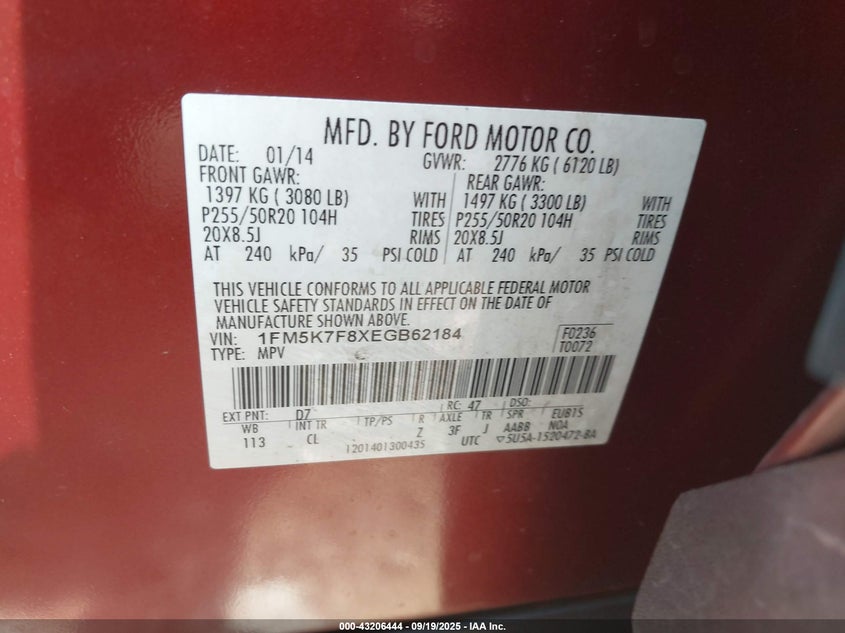 MFD. BY FORD MOTOR CO.
DATE: 01/14 GVWR: 2776 KG ( 6120 LB)
FRONT GAWR: REAR GAWR:
1397 KG ( 3080 LB) WITH 1497 KG ( 3300 LB) WITH
P255/50R20 104H TIRES P255/50R20 104H TIRES
20X8.5J RIMS 20X8.5J RIMS
AT 240 kPa/ 35 PSI COLD AT 240 kPa/ 35 PSI COLD
THIS VEHICLE CONFORMS TO ALL APPLICABLE FEDERAL MOTOR
VEHICLE SAFETY STANDARDS IN EFFECT ON THE DATE OF
MANUFACTURE SHOWN ABOVE.
VIN: 1FM5K7F8XEGB62184 F0236
TYPE: MPV T0072
EXT PNT: DZ RC: 47 DSO:
WB INT TR TP/PS R AXLE TR SPR EUB15
113 CL Z 3F J AABB NOA
1201401300435 UTC ▽5U5A-1520472-BA
000-43206444 - 09/19/2025 - IAA Inc.